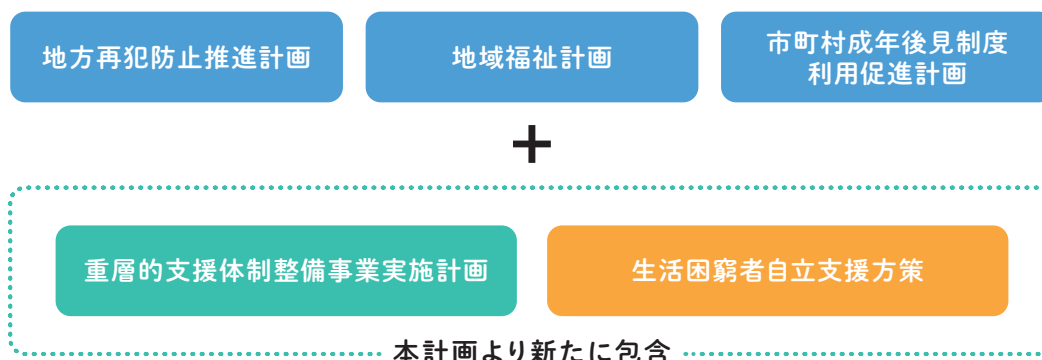 地方再犯防止推進計画
地域福祉計画
市町村成年後見制度
利用促進計画
+
重層的支援体制整備事業実施計画
生活困窮者自立支援方策
本計画より新たに包含